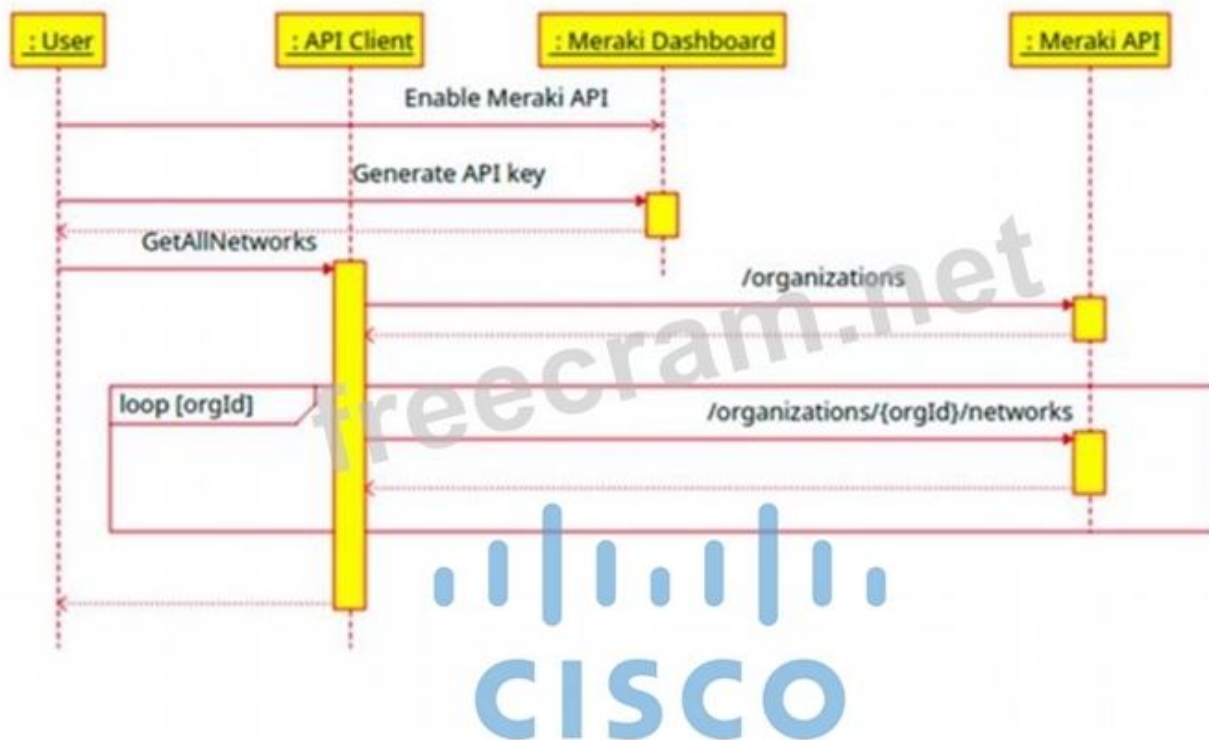 : User
: API Client
: Meraki Dashboard
: Meraki API
Enable Meraki API
Generate API key
GetAllNetworks
/organizations
loop [orgId]
/organizations/{orgId}/networks
freecram.net
CISCO